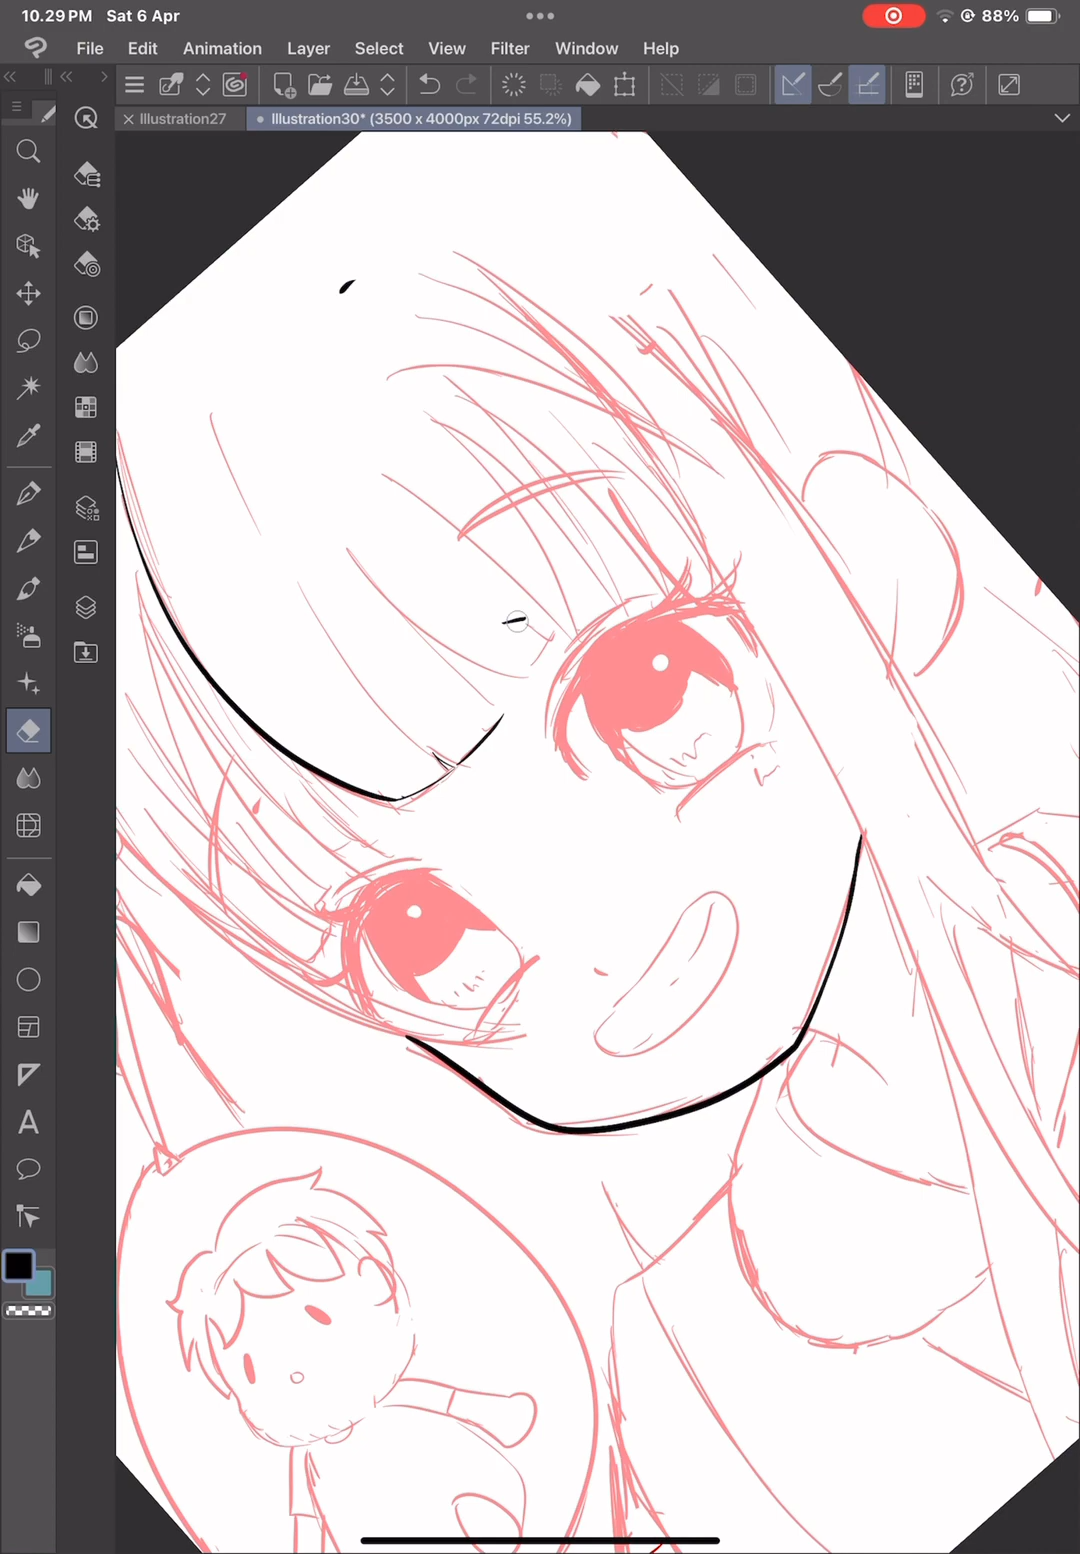 10.29 PM Sat 6 Apr
88%
File Edit Animation Layer Select View Filter Window Help
Illustration27
Illustration30* (3500 x 4000px 72dpi 55.2%)
A